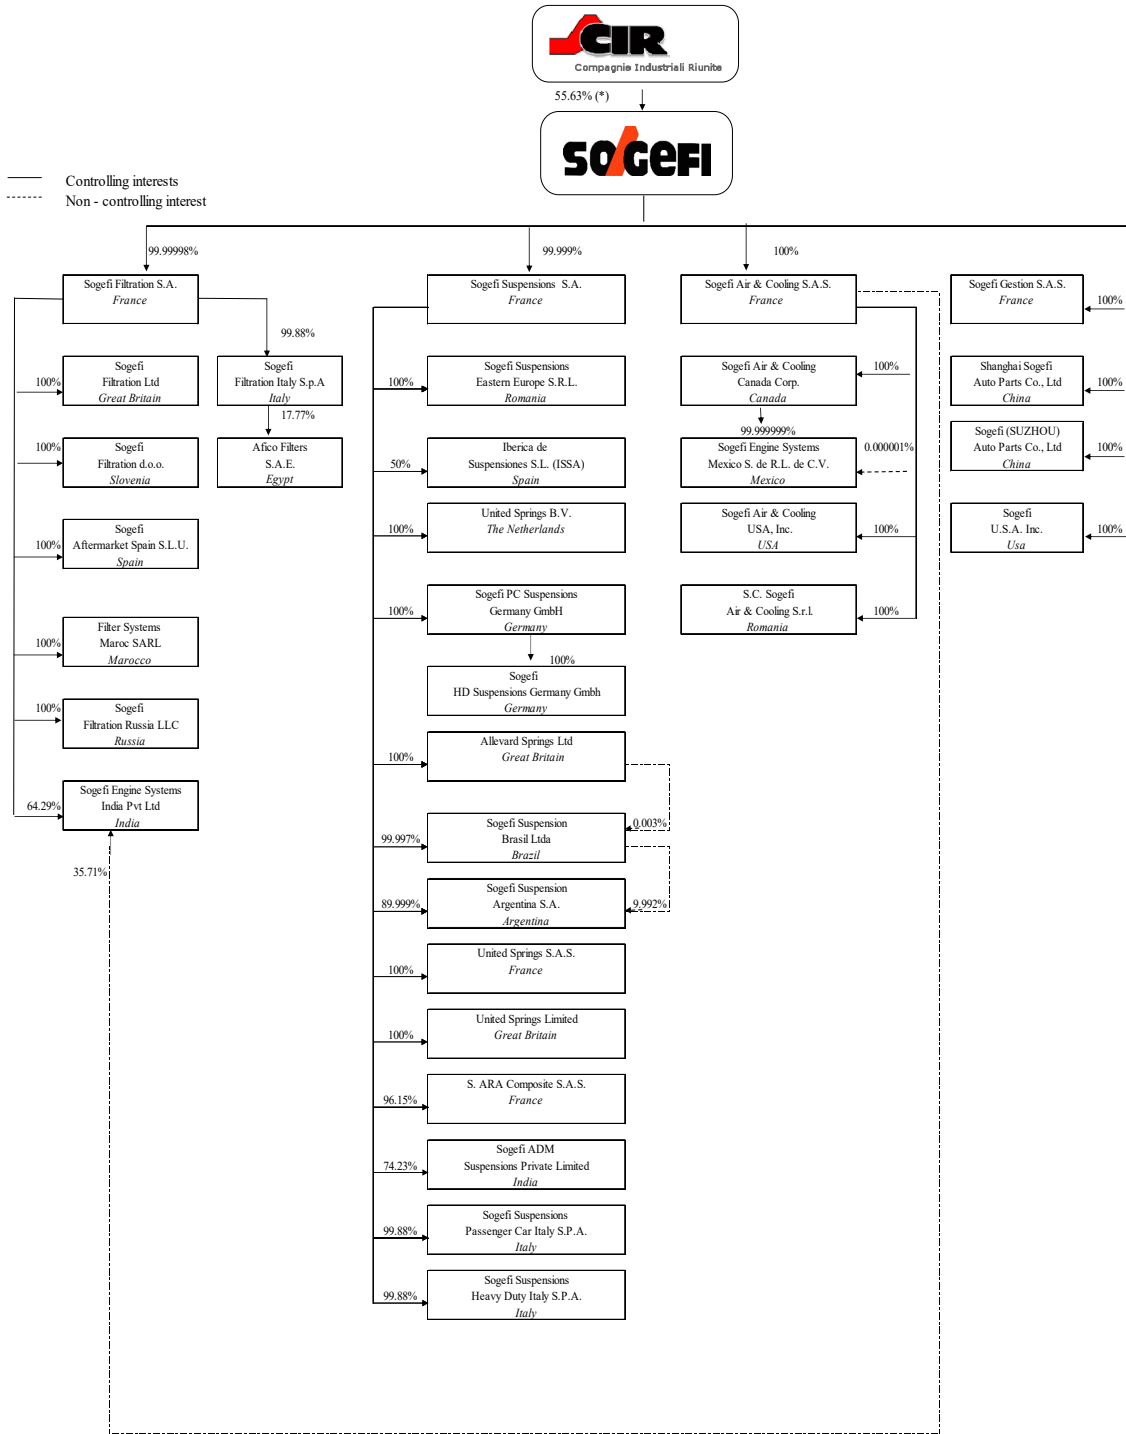 CIR
Compagnie Industriali Riunite
55.63% (*)
SOGEFI
Controlling interests
Non - controlling interest
99.99998%
99.999%
100%
Sogefi Filtration S.A.
France
99.88%
Sogefi
Filtration Ltd
Great Britain
100%
Sogefi
Filtration Italy S.p.A
Italy
17.77%
Sogefi
Filtration d.o.o.
Slovenia
100%
Afico Filters
S.A.E.
Egypt
Sogefi
Aftermarket Spain S.L.U.
Spain
100%
Filter Systems
Maroc SARL
Marocco
100%
Sogefi
Filtration Russia LLC
Russia
100%
Sogefi Engine Systems
India Pvt Ltd
India
64.29%
35.71%
Sogefi Suspensions S.A.
France
Sogefi Suspensions
Eastern Europe S.R.L.
Romania
100%
Iberica de
Suspensiones S.L. (ISSA)
Spain
50%
United Springs B.V.
The Netherlands
100%
Sogefi PC Suspensions
Germany GmbH
Germany
100%
100%
Sogefi
HD Suspensions Germany Gmbh
Germany
Allevard Springs Ltd
Great Britain
100%
0.003%
Sogefi Suspension
Brasil Ltda
Brazil
99.997%
Sogefi Suspension
Argentina S.A.
Argentina
89.999%
9.992%
United Springs S.A.S.
France
100%
United Springs Limited
Great Britain
100%
S. ARA Composite S.A.S.
France
96.15%
Sogefi ADM
Suspensions Private Limited
India
74.23%
Sogefi Suspensions
Passenger Car Italy S.P.A.
Italy
99.88%
Sogefi Suspensions
Heavy Duty Italy S.P.A.
Italy
99.88%
Sogefi Air & Cooling S.A.S.
France
Sogefi Air & Cooling
Canada Corp.
Canada
100%
99.999999%
Sogefi Engine Systems
Mexico S. de R.L. de C.V.
Mexico
0.000001%
Sogefi Air & Cooling
USA, Inc.
USA
100%
S.C. Sogefi
Air & Cooling S.r.l.
Romania
100%
Sogefi Gestion S.A.S.
France
100%
Shanghai Sogefi
Auto Parts Co., Ltd
China
100%
Sogefi (SUZHOU)
Auto Parts Co., Ltd
China
100%
Sogefi
U.S.A. Inc.
Usa
100%